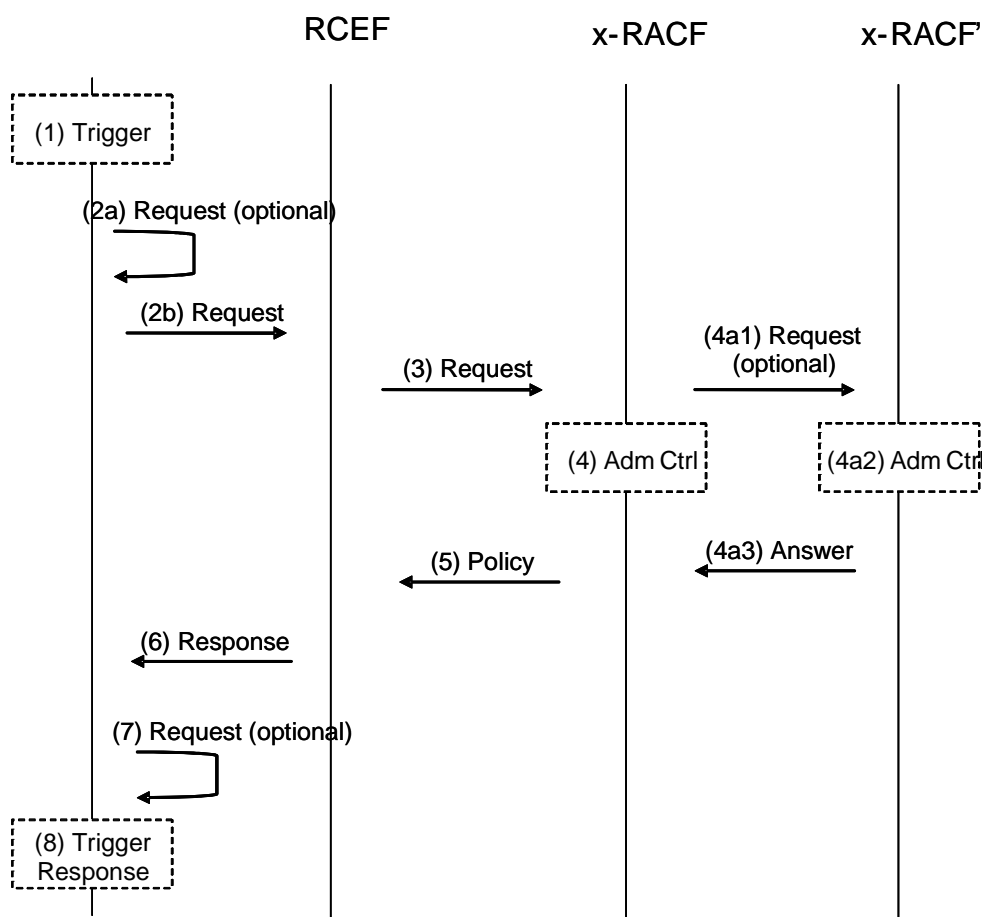 RCEF
x-RACF
x-RACF’
(1) Trigger
(2a) Request (optional)
(2b) Request
(3) Request
(4a1) Request
(optional)
(4) Adm Ctrl
(4a2) Adm Ctrl
(5) Policy
(4a3) Answer
(6) Response
(7) Request (optional)
(8) Trigger
Response